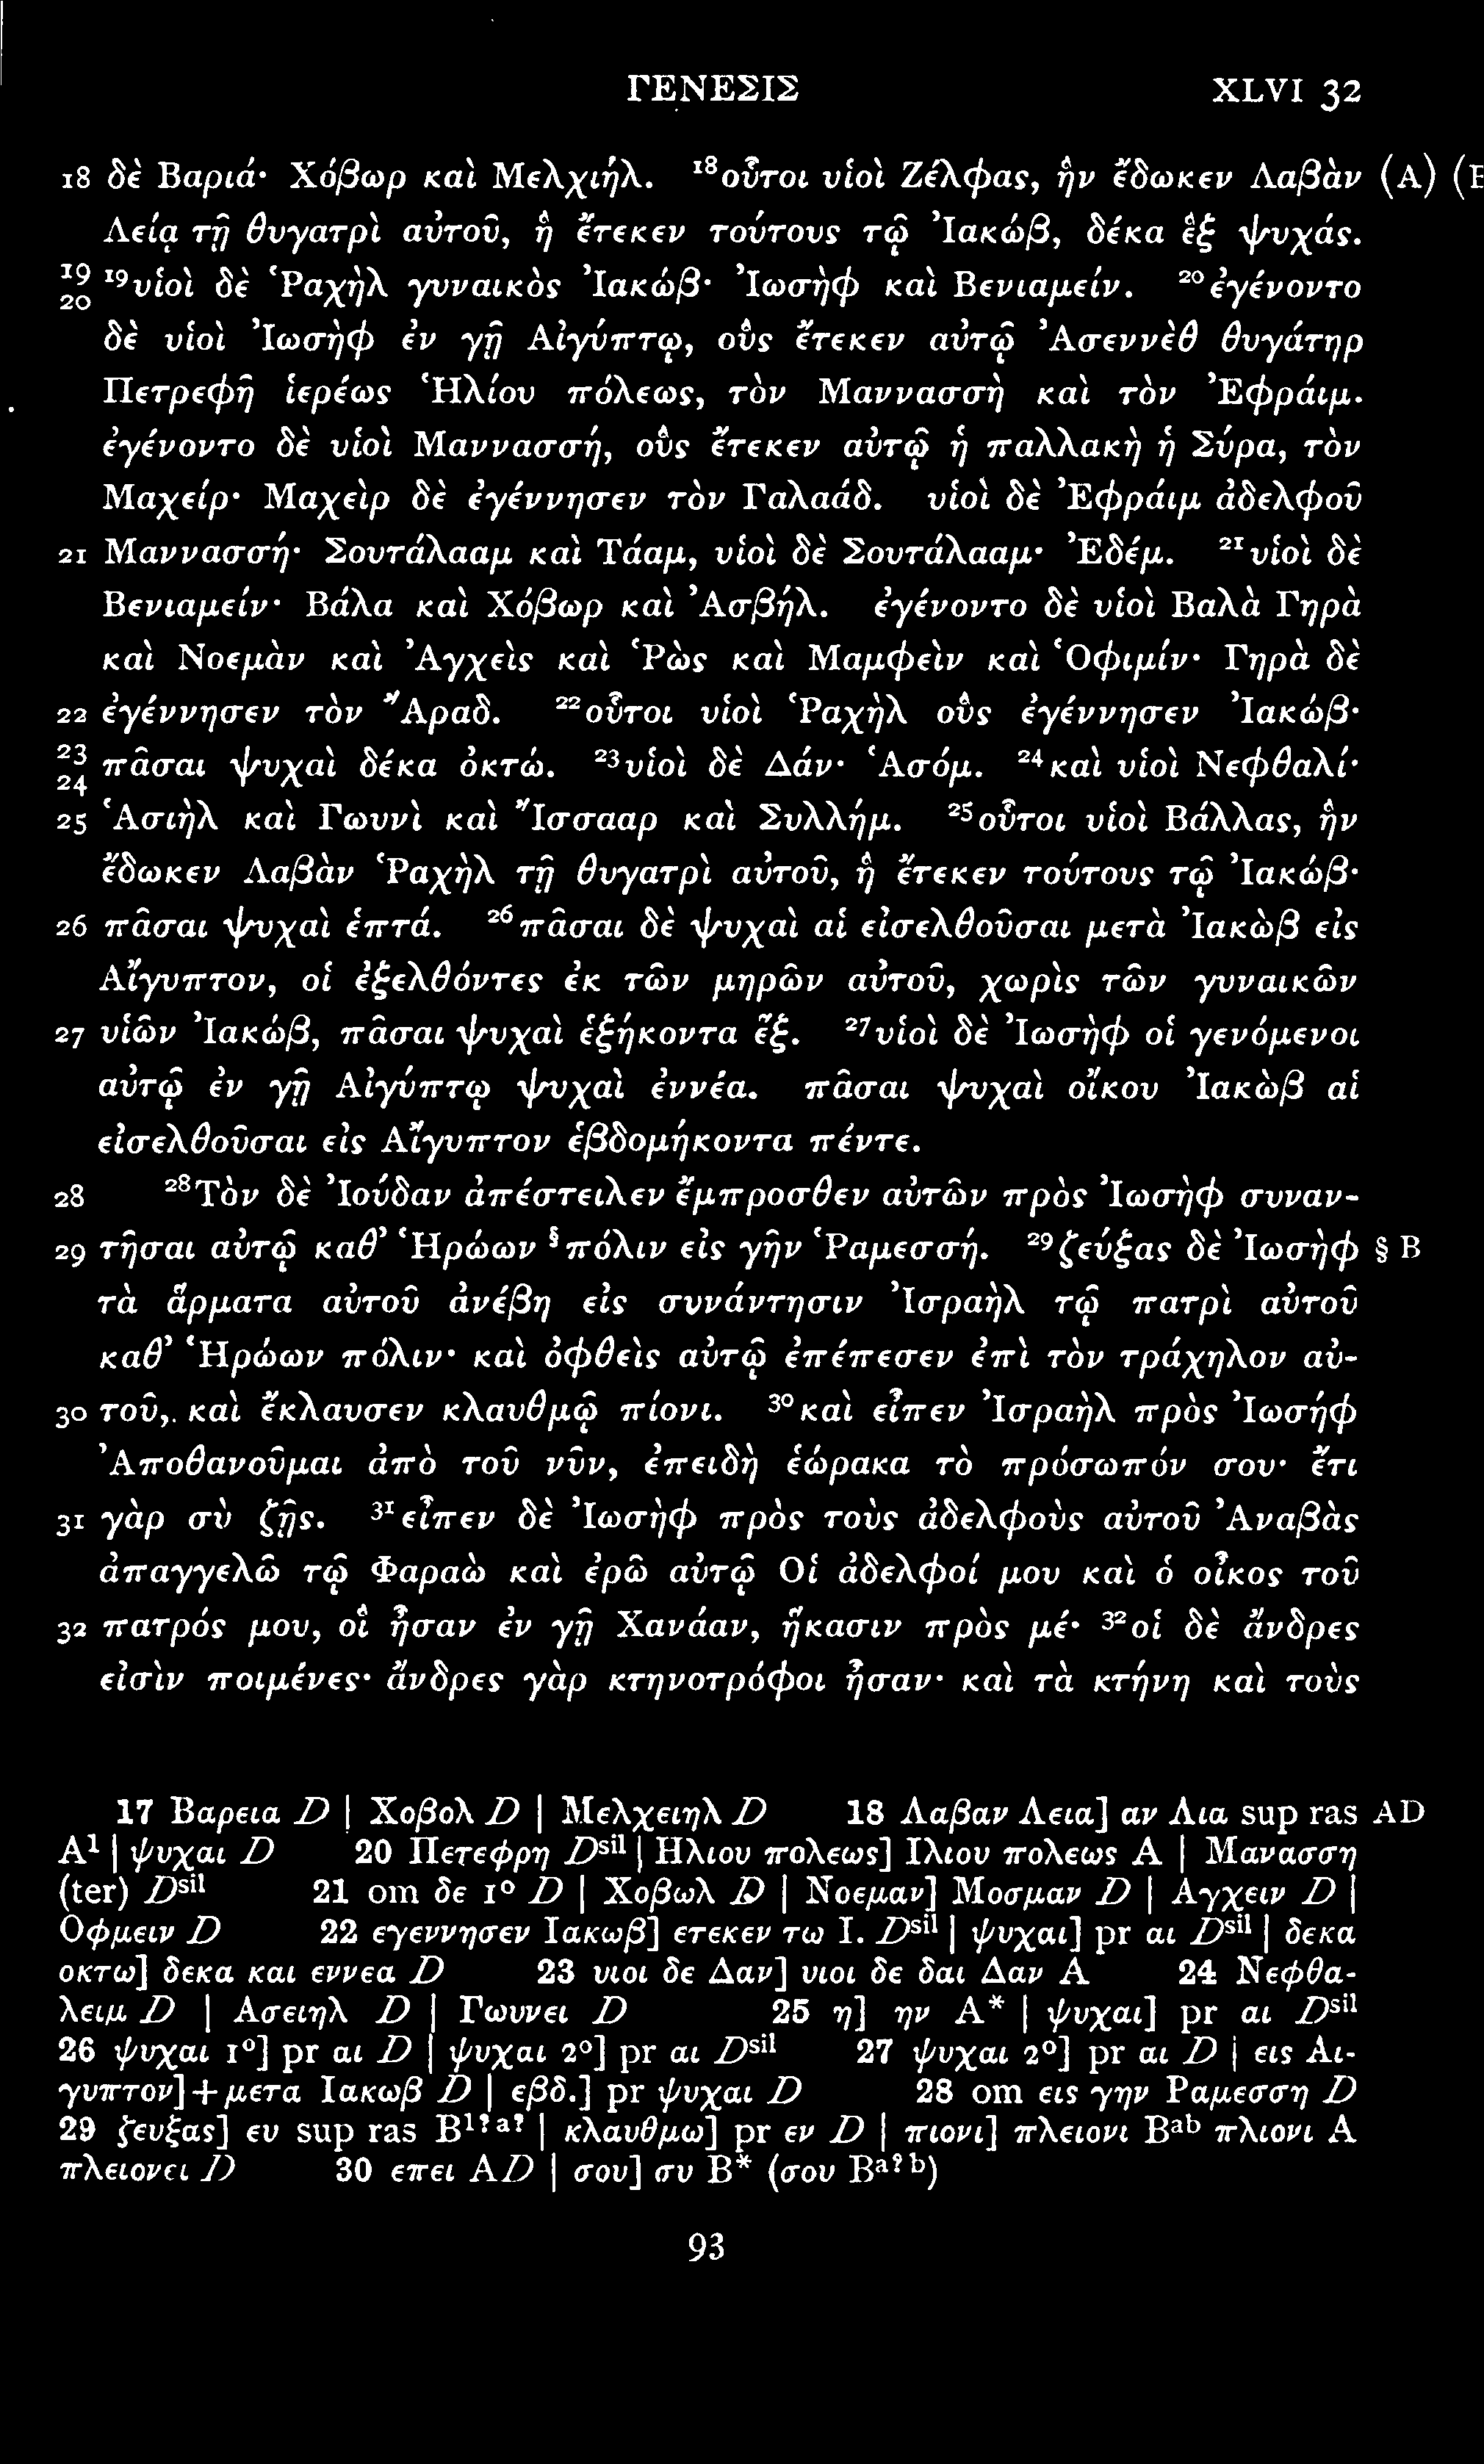 ΓΕΝΕΣΙΣ XLVI 32
18 δὲ Βαριά· Χόβωρ καὶ Μελχιήλ. ¹⁸οὗτοι υἱοὶ Ζέλφας, ἣν ἔδωκεν Λαβὰν (A) (
Λείᾳ τῇ θυγατρὶ αὐτοῦ, ἣ ἔτεκεν τούτους τῷ Ἰακώβ, δέκα ἓξ ψυχάς.
19 20 ¹⁹υἱοὶ δὲ Ῥαχὴλ γυναικὸς Ἰακώβ· Ἰωσὴφ καὶ Βενιαμείν. ²⁰ἐγένοντο
δὲ υἱοὶ Ἰωσὴφ ἐν γῇ Αἰγύπτῳ, οὓς ἔτεκεν αὐτῷ Ἀσεννὲθ θυγάτηρ
Πετρεφῆ ἱερέως Ἡλίου πόλεως, τὸν Μαννασσὴ καὶ τὸν Ἐφράιμ.
ἐγένοντο δὲ υἱοὶ Μαννασσή, οὓς ἔτεκεν αὐτῷ ἡ παλλακὴ ἡ Σύρα, τὸν
Μαχείρ· Μαχεὶρ δὲ ἐγέννησεν τὸν Γαλαάδ. υἱοὶ δὲ Ἐφράιμ ἀδελφοῦ
21 Μαννασσή· Σουτάλααμ καὶ Τάαμ, υἱοὶ δὲ Σουτάλααμ· Ἐδέμ. ²¹υἱοὶ δὲ
Βενιαμείν· Βάλα καὶ Χόβωρ καὶ Ἀσβήλ. ἐγένοντο δὲ υἱοὶ Βαλὰ Γηρὰ
καὶ Νοεμὰν καὶ Ἀγχεὶς καὶ Ῥὼς καὶ Μαμφεὶν καὶ Ὁφιμίν· Γηρὰ δὲ
22 ἐγέννησεν τὸν Ἄραδ. ²²οὗτοι υἱοὶ Ῥαχὴλ οὓς ἐγέννησεν Ἰακώβ·
23 24 πᾶσαι ψυχαὶ δέκα ὀκτώ. ²³υἱοὶ δὲ Δάν· Ἁσόμ. ²⁴καὶ υἱοὶ Νεφθαλί·
25 Ἁσιὴλ καὶ Γωυνὶ καὶ Ἴσσααρ καὶ Συλλήμ. ²⁵οὗτοι υἱοὶ Βάλλας, ἣν
ἔδωκεν Λαβὰν Ῥαχὴλ τῇ θυγατρὶ αὐτοῦ, ἣ ἔτεκεν τούτους τῷ Ἰακώβ·
26 πᾶσαι ψυχαὶ ἑπτά. ²⁶πᾶσαι δὲ ψυχαὶ αἱ εἰσελθοῦσαι μετὰ Ἰακὼβ εἰς
Αἴγυπτον, οἱ ἐξελθόντες ἐκ τῶν μηρῶν αὐτοῦ, χωρὶς τῶν γυναικῶν
27 υἱῶν Ἰακώβ, πᾶσαι ψυχαὶ ἑξήκοντα ἕξ. ²⁷υἱοὶ δὲ Ἰωσὴφ οἱ γενόμενοι
αὐτῷ ἐν γῇ Αἰγύπτῳ ψυχαὶ ἐννέα. πᾶσαι ψυχαὶ οἴκου Ἰακὼβ αἱ
εἰσελθοῦσαι εἰς Αἴγυπτον ἑβδομήκοντα πέντε.
28 ²⁸Τὸν δὲ Ἰούδαν ἀπέστειλεν ἔμπροσθεν αὐτῶν πρὸς Ἰωσὴφ συναν-
29 τῆσαι αὐτῷ καθ’ Ἡρώων §πόλιν εἰς γῆν Ῥαμεσσή. ²⁹ζεύξας δὲ Ἰωσὴφ § B
τὰ ἅρματα αὐτοῦ ἀνέβη εἰς συνάντησιν Ἰσραὴλ τῷ πατρὶ αὐτοῦ
καθ’ Ἡρώων πόλιν· καὶ ὀφθεὶς αὐτῷ ἐπέπεσεν ἐπὶ τὸν τράχηλον αὐ-
30 τοῦ, καὶ ἔκλαυσεν κλαυθμῷ πίονι. ³⁰καὶ εἶπεν Ἰσραὴλ πρὸς Ἰωσήφ
Ἀποθανοῦμαι ἀπὸ τοῦ νῦν, ἐπειδὴ ἑώρακα τὸ πρόσωπόν σου· ἔτι
31 γὰρ σὺ ζῇς. ³¹εἶπεν δὲ Ἰωσὴφ πρὸς τοὺς ἀδελφοὺς αὐτοῦ Ἀναβὰς
ἀπαγγελῶ τῷ Φαραὼ καὶ ἐρῶ αὐτῷ Οἱ ἀδελφοί μου καὶ ὁ οἶκος τοῦ
32 πατρός μου, οἳ ἦσαν ἐν γῇ Χανάαν, ἥκασιν πρὸς μέ· ³²οἱ δὲ ἄνδρες
εἰσὶν ποιμένες· ἄνδρες γὰρ κτηνοτρόφοι ἦσαν· καὶ τὰ κτήνη καὶ τοὺς
17 Βαρεια D | Χοβολ D | Μελχειηλ D 18 Λαβαν Λεια] αν Λια sup ras AD
A¹ | ψυχαι D 20 Πετεφρη Dsil | Ηλιου πολεως] Ιλιου πολεως A | Μανασση
(ter) Dsil 21 om δε 1° D | Χοβωλ D | Νοεμαν] Μοσμαν D | Αγχειν D |
Οφμειν D 22 εγεννησεν Ιακωβ] ετεκεν τω Ι. Dsil | ψυχαι] pr αι Dsil | δεκα
οκτω] δεκα και εννεα D 23 υιοι δε Δαν] υιοι δε δαι Δαν A 24 Νεφθα-
λειμ D | Ασειηλ D | Γωυνει D 25 η] ην A* | ψυχαι] pr αι Dsil
26 ψυχαι 1°] pr αι D | ψυχαι 2°] pr αι Dsil 27 ψυχαι 2°] pr αι D | εις Αι-
γυπτον]+μετα Ιακωβ D | εβδ.] pr ψυχαι D 28 om εις γην Ραμεσση D
29 ζευξας] ευ sup ras B¹?a? | κλαυθμω] pr εν D | πιονι] πλειονι Bab πλιονι A
πλειονει D 30 επει AD | σου] συ B* (σου Ba?b)
93